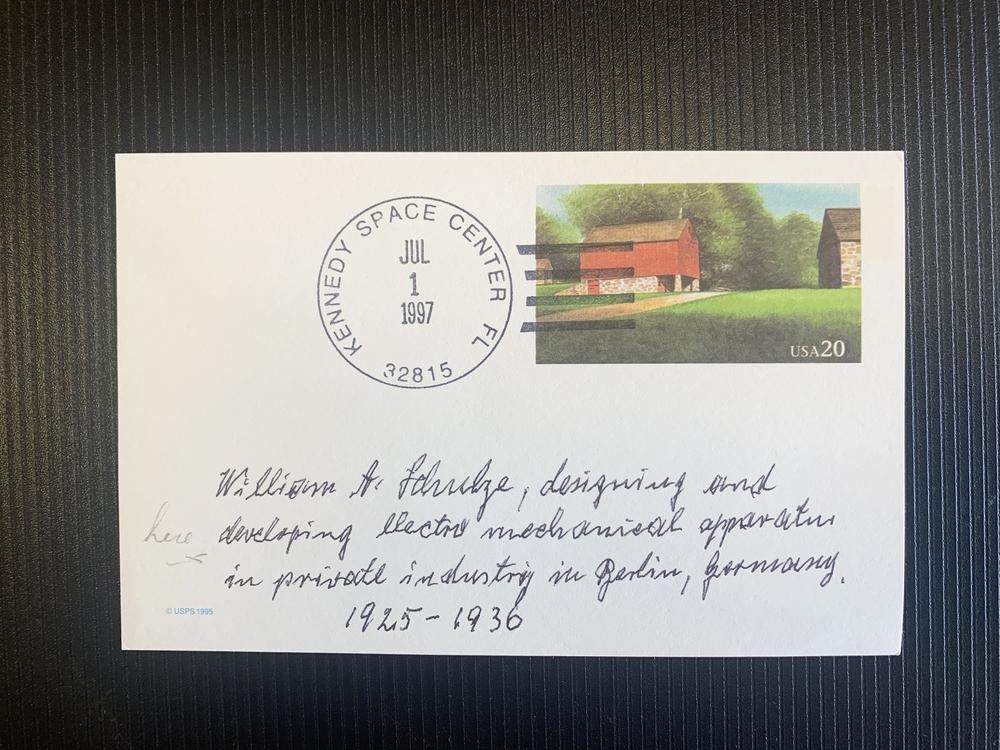 KENNEDY SPACE CENTER FL
JUL
1
1997
32815
USA20
William A. Schulze, designing and
here developing electro mechanical apparatus
in private industry in Berlin, Germany.
1925-1936
© USPS 1995